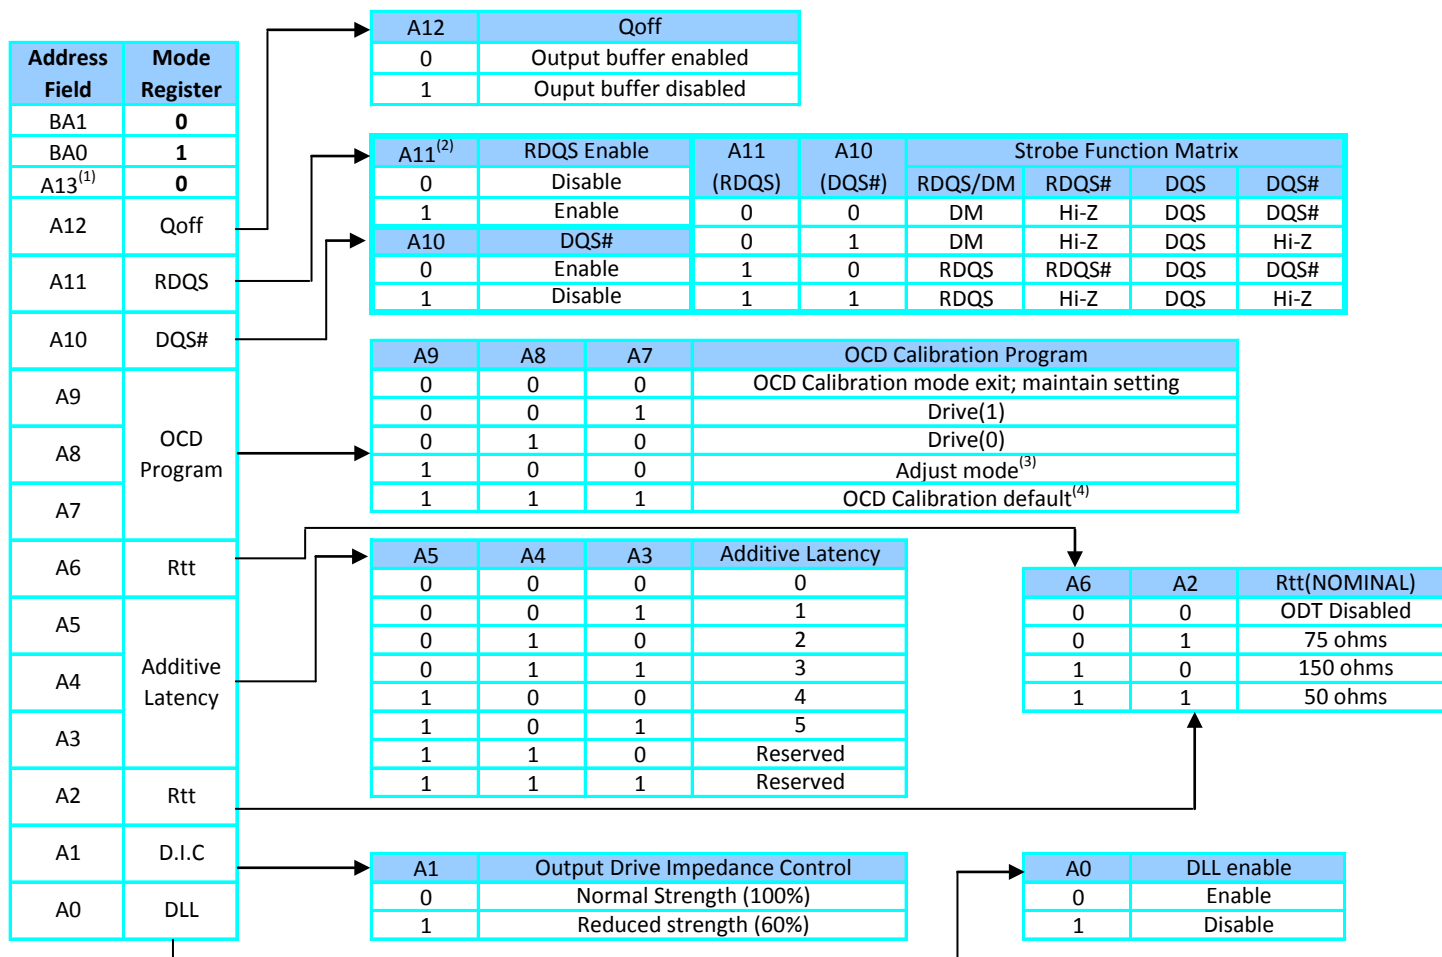 Address Field Mode Register
BA1 0
BA0 1
A13(1) 0
A12 Qoff
A11 RDQS
A10 DQS#
A9
A8
A7
OCD Program
A6 Rtt
A5
A4
A3
Additive Latency
A2 Rtt
A1 D.I.C
A0 DLL
A12 Qoff
0 Output buffer enabled
1 Ouput buffer disabled
A11(2) RDQS Enable
0 Disable
1 Enable
A10 DQS#
0 Enable
1 Disable
A11 (RDQS) A10 (DQS#) Strobe Function Matrix
RDQS/DM RDQS# DQS DQS#
0 0 DM Hi-Z DQS DQS#
0 1 DM Hi-Z DQS Hi-Z
1 0 RDQS RDQS# DQS DQS#
1 1 RDQS Hi-Z DQS Hi-Z
A9 A8 A7 OCD Calibration Program
0 0 0 OCD Calibration mode exit; maintain setting
0 0 1 Drive(1)
0 1 0 Drive(0)
1 0 0 Adjust mode(3)
1 1 1 OCD Calibration default(4)
A5 A4 A3 Additive Latency
0 0 0 0
0 0 1 1
0 1 0 2
0 1 1 3
1 0 0 4
1 0 1 5
1 1 0 Reserved
1 1 1 Reserved
A6 A2 Rtt(NOMINAL)
0 0 ODT Disabled
0 1 75 ohms
1 0 150 ohms
1 1 50 ohms
A1 Output Drive Impedance Control
0 Normal Strength (100%)
1 Reduced strength (60%)
A0 DLL enable
0 Enable
1 Disable